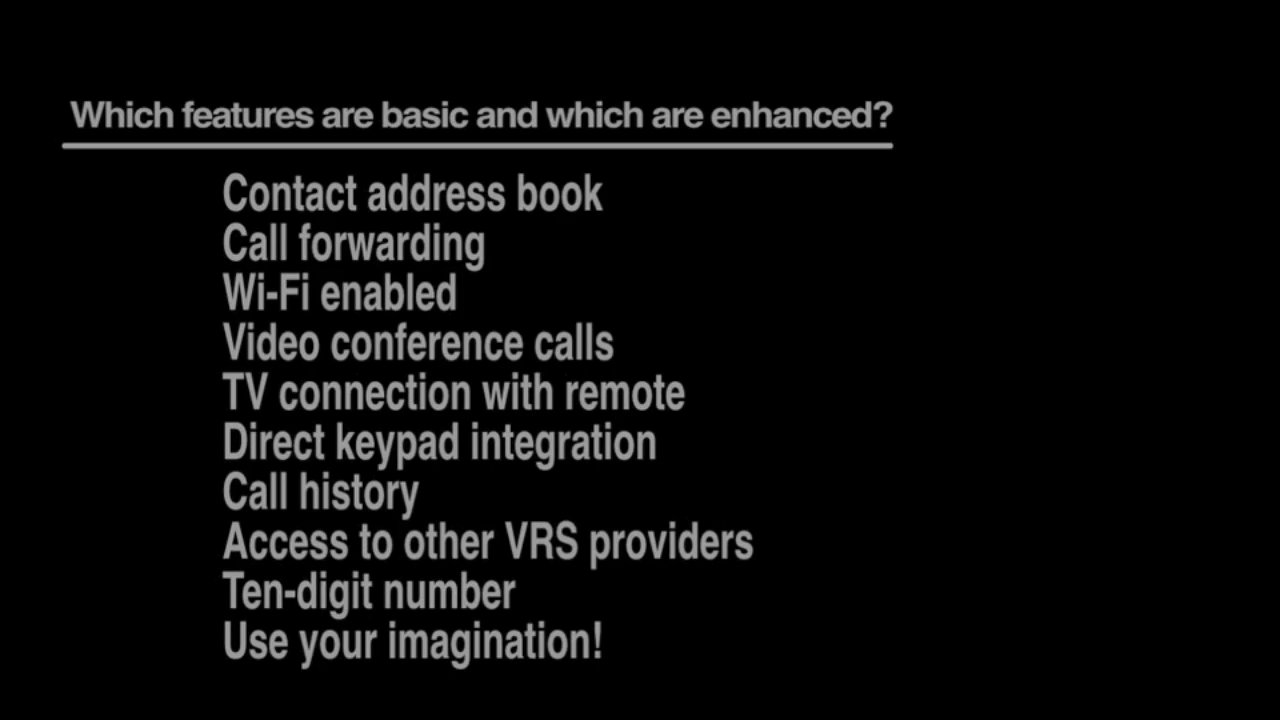 Which features are basic and which are enhanced?
Contact address book
Call forwarding
Wi-Fi enabled
Video conference calls
TV connection with remote
Direct keypad integration
Call history
Access to other VRS providers
Ten-digit number
Use your imagination!